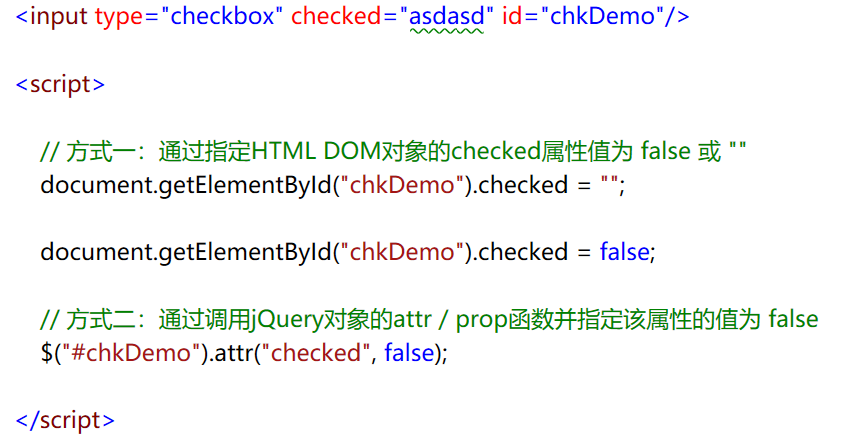 <input type="checkbox" checked="asdasd" id="chkDemo"/>
<script>
// 方式一：通过指定HTML DOM对象的checked属性值为 false 或 ""
document.getElementById("chkDemo").checked = "";
document.getElementById("chkDemo").checked = false;
// 方式二：通过调用jQuery对象的attr / prop函数并指定该属性的值为 false
$("#chkDemo").attr("checked", false);
</script>